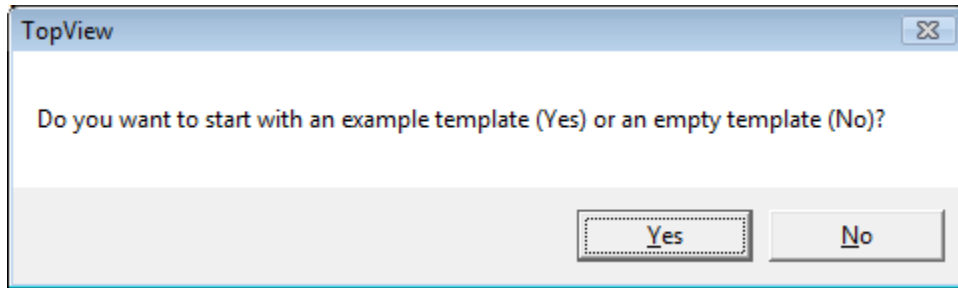 TopView
Do you want to start with an example template (Yes) or an empty template (No)?
Yes
No